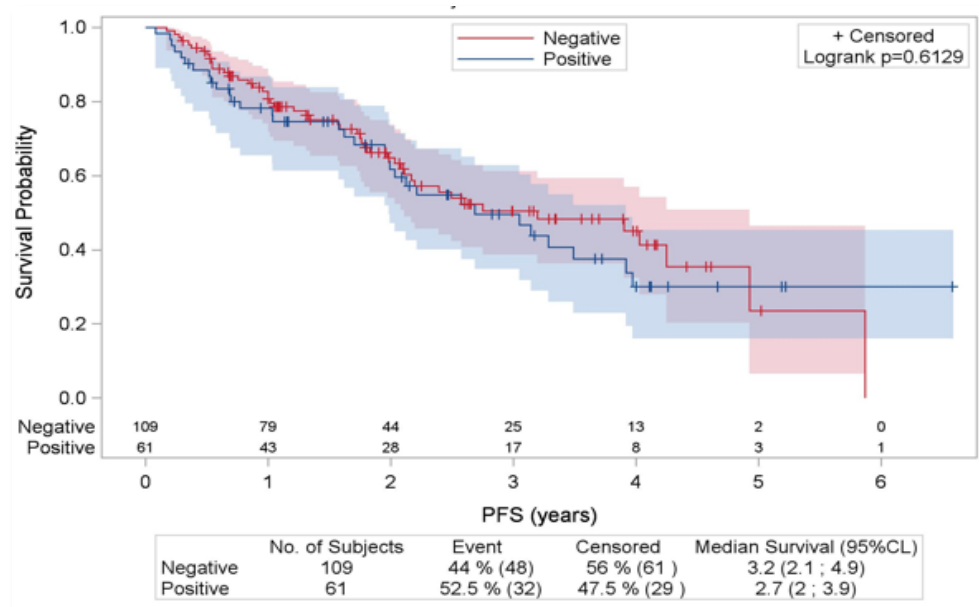 1.0
Negative
Positive
+ Censored
Logrank p=0.6129
0.8
0.6
0.4
0.2
0.0
Survival Probability
Negative 109 79 44 25 13 2 0
Positive 61 43 28 17 8 3 1
0 1 2 3 4 5 6
PFS (years)
No. of Subjects Event Censored Median Survival (95%CL)
Negative 109 44 % (48) 56 % (61 ) 3.2 (2.1 ; 4.9)
Positive 61 52.5 % (32) 47.5 % (29 ) 2.7 (2 ; 3.9)